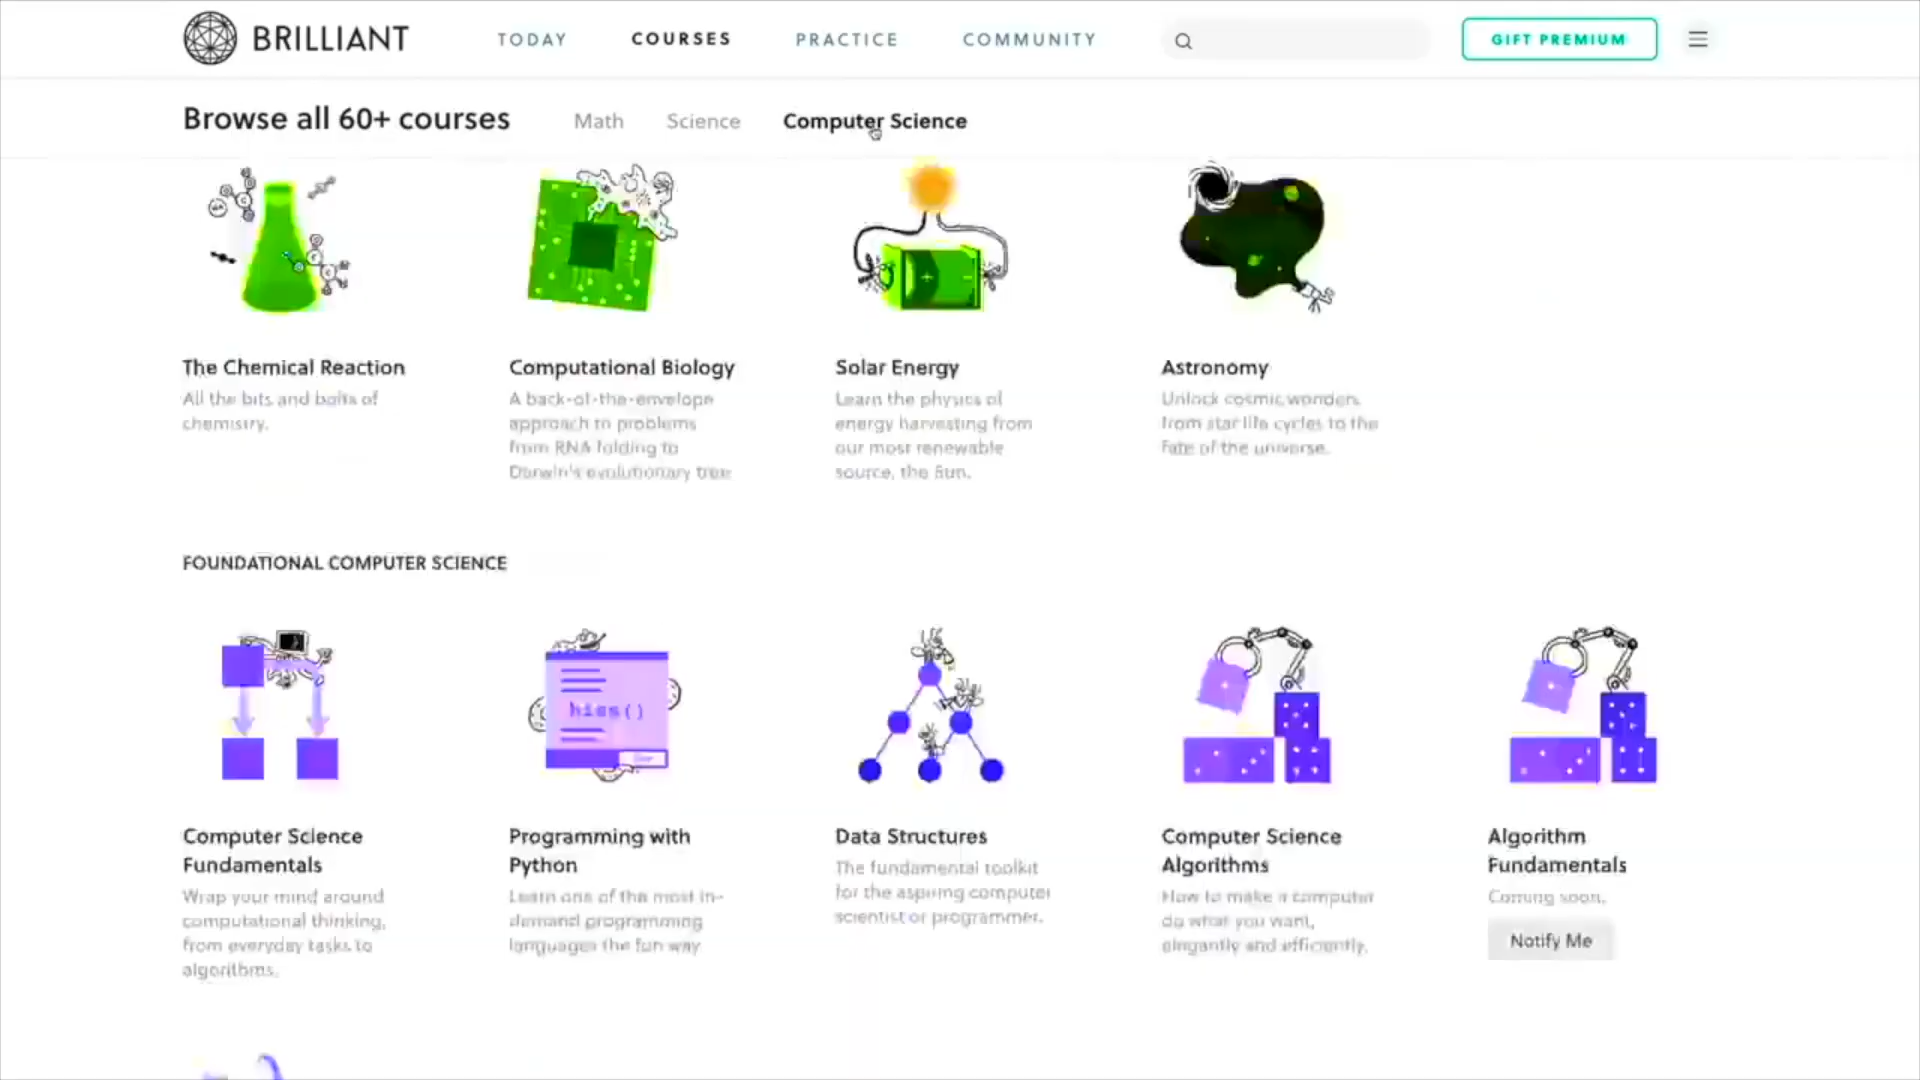 BRILLIANT
TODAY
COURSES
PRACTICE
COMMUNITY
GIFT PREMIUM
Browse all 60+ courses
Math
Science
Computer Science
The Chemical Reaction
All the bits and bolts of
chemistry.
Computational Biology
A back-of-the-envelope
approach to problems
from RNA folding to
Darwin's evolutionary tree
Solar Energy
Learn the physics of
energy harvesting from
our most renewable
source, the Sun.
Astronomy
Unlock cosmic wonders,
from star life cycles to the
fate of the universe.
FOUNDATIONAL COMPUTER SCIENCE
Computer Science
Fundamentals
Wrap your mind around
computational thinking,
from everyday tasks to
algorithms.
hiss()
Programming with
Python
Learn one of the most in-
demand programming
languages the fun way
Data Structures
The fundamental toolkit
for the aspiring computer
scientist or programmer.
Computer Science
Algorithms
How to make a computer
do what you want,
elegantly and efficiently.
Algorithm
Fundamentals
Coming soon.
Notify Me